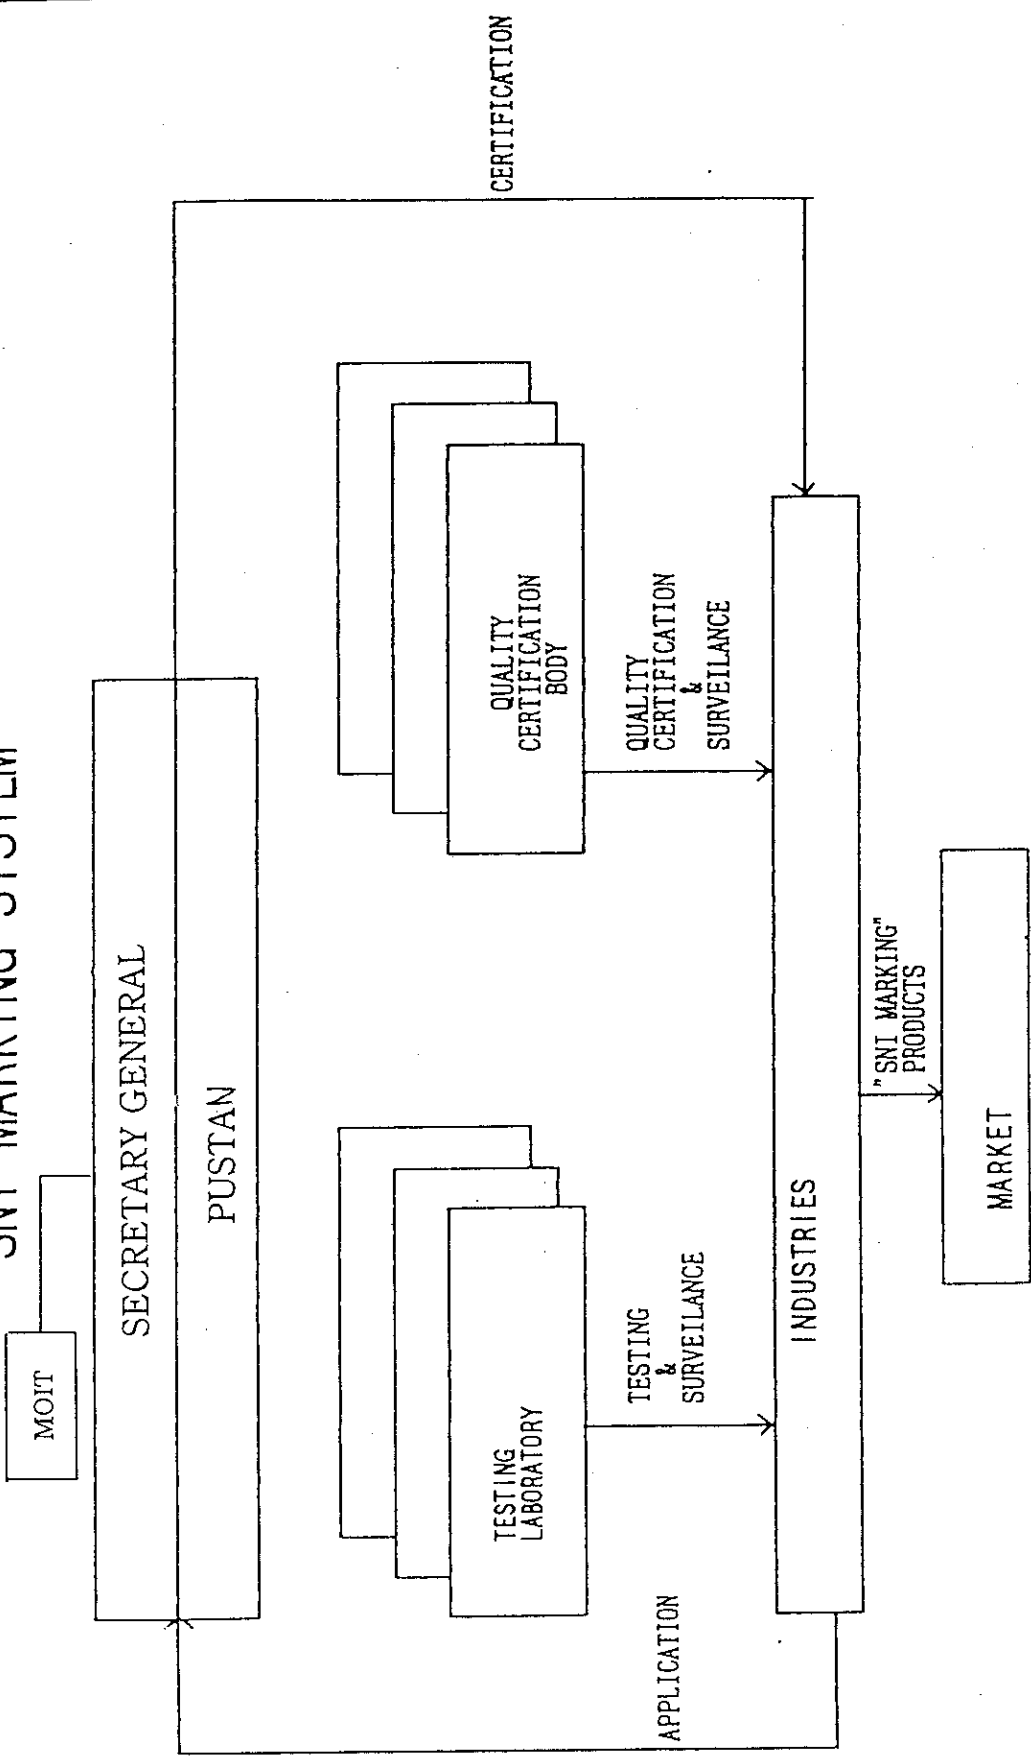 SNI MARKING SYSTEM
MOIT
SECRETARY GENERAL
PUSTAN
TESTING
LABORATORY
QUALITY
CERTIFICATION
BODY
CERTIFICATION
APPLICATION
TESTING
&
SURVEILANCE
QUALITY
CERTIFICATION
&
SURVEILANCE
INDUSTRIES
"SNI MARKING"
PRODUCTS
MARKET